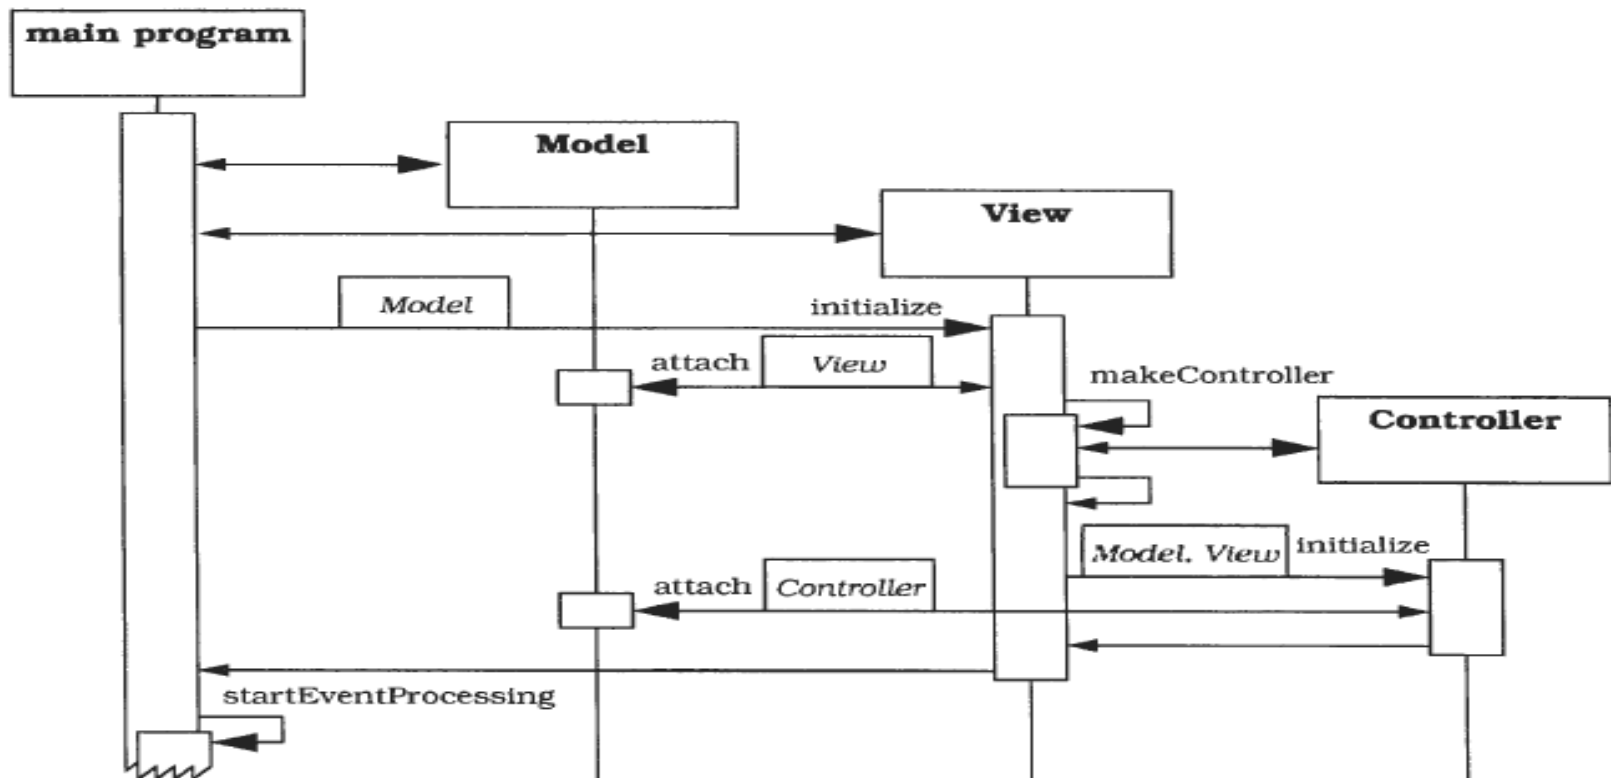 main program
Model
View
Model
initialize
attach
View
makeController
Controller
Model, View
initialize
attach
Controller
startEventProcessing